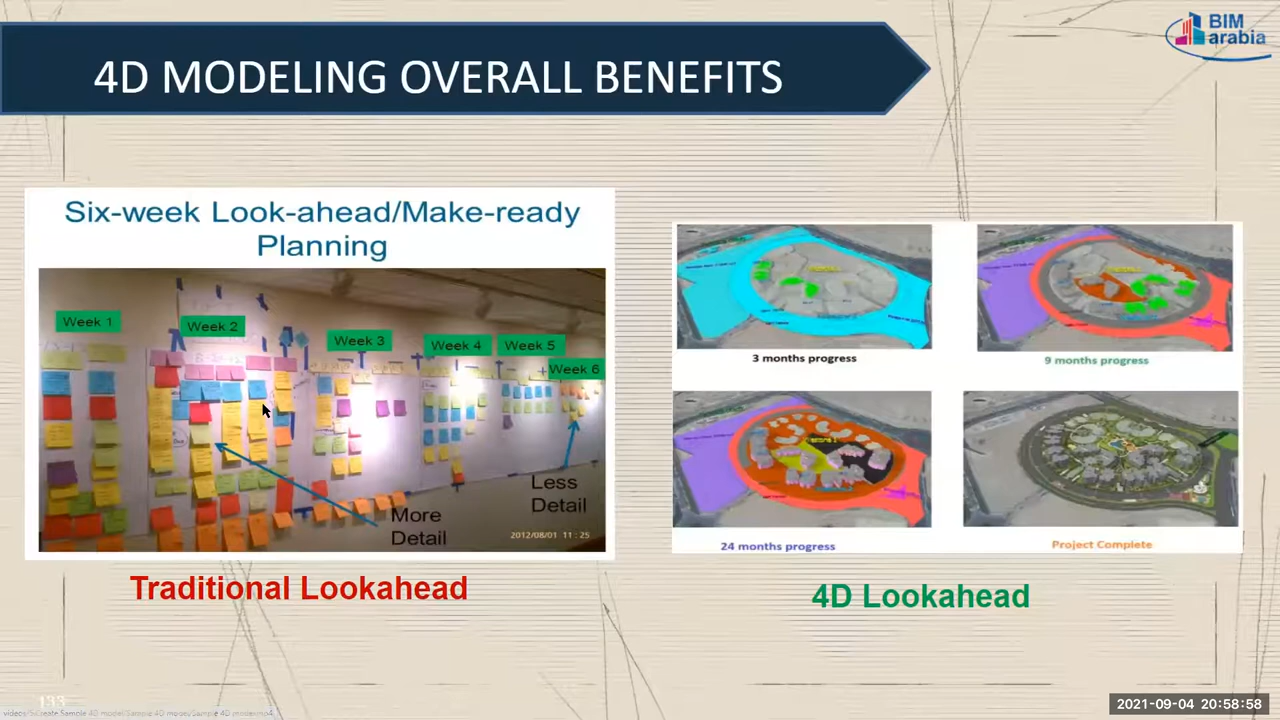 4D MODELING OVERALL BENEFITS
BIM
arabia
Six-week Look-ahead/Make-ready
Planning
Week 1
Week 2
Week 3
Week 4
Week 5
Week 6
More
Detail
Less
Detail
2012/08/01 11:25
Traditional Lookahead
3 months progress
9 months progress
24 months progress
Project Complete
4D Lookahead
133
2021-09-04 20:58:58